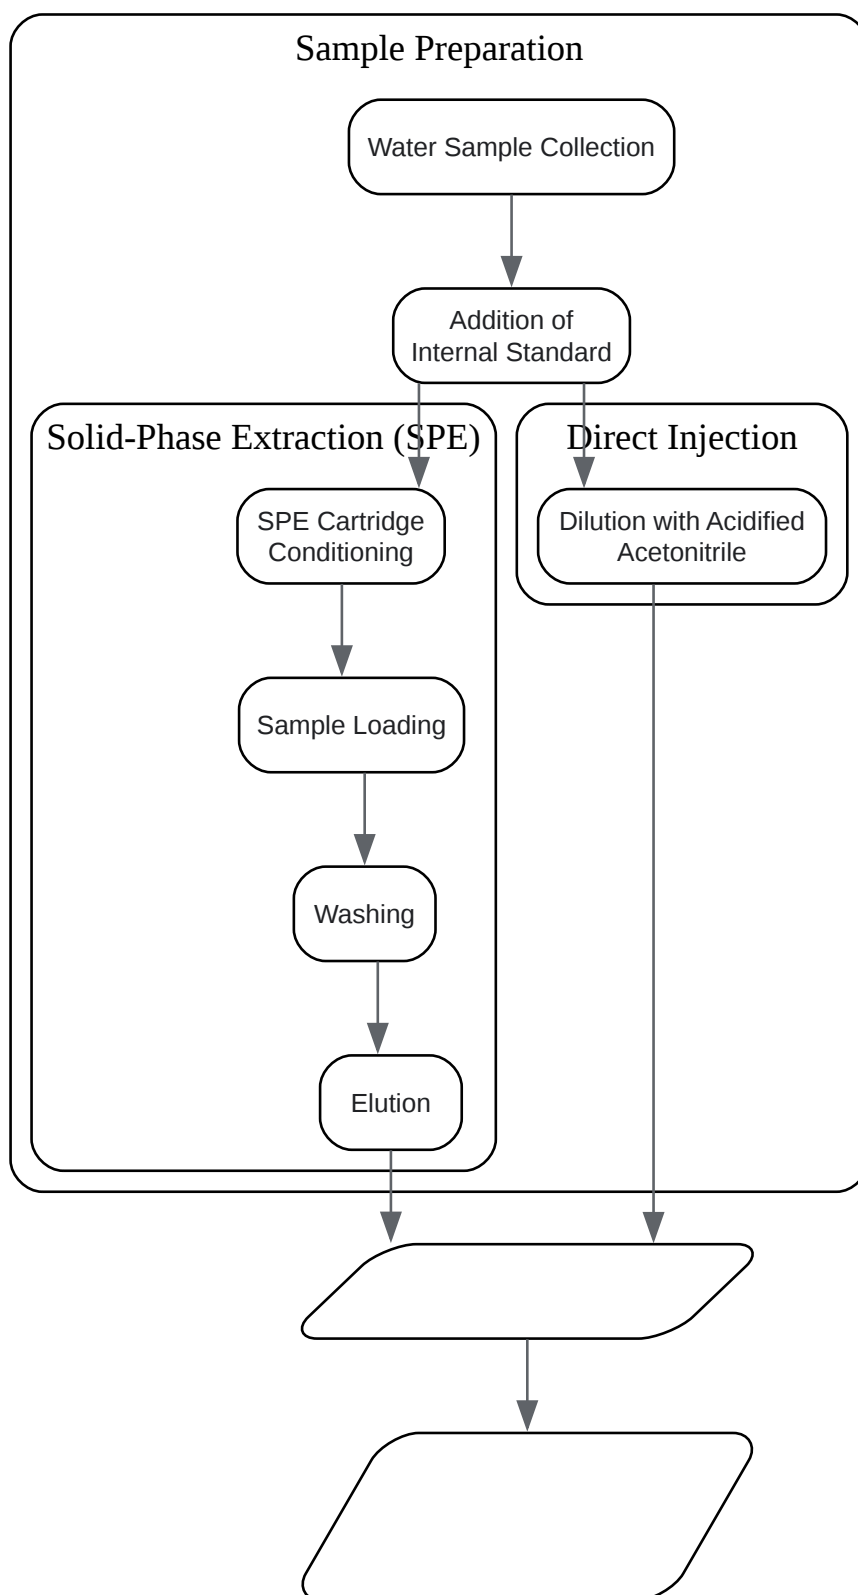 Sample Preparation
Water Sample Collection
Addition of
Internal Standard
Solid-Phase Extraction (SPE)
Direct Injection
SPE Cartridge
Conditioning
Dilution with Acidified
Acetonitrile
Sample Loading
Washing
Elution